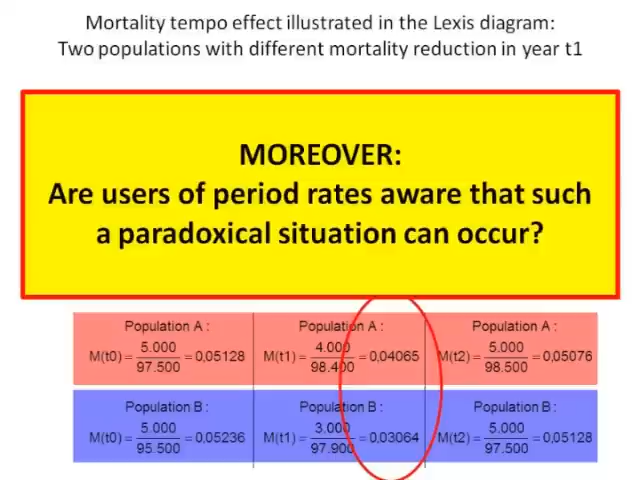 Mortality tempo effect illustrated in the Lexis diagram:
Two populations with different mortality reduction in year t1
MOREOVER:
Are users of period rates aware that such
a paradoxical situation can occur?
Population A :
M(t0) = 5.000 / 97.500 = 0,05128
Population A :
M(t1) = 4.000 / 98.400 = 0,04065
Population A :
M(t2) = 5.000 / 98.500 = 0,05076
Population B :
M(t0) = 5.000 / 95.500 = 0,05236
Population B :
M(t1) = 3.000 / 97.900 = 0,03064
Population B :
M(t2) = 5.000 / 97.500 = 0,05128